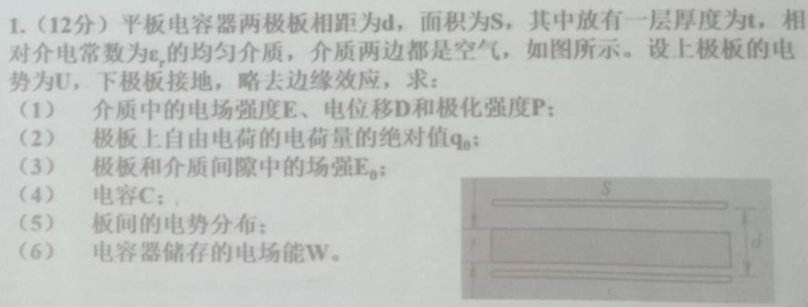 1.（12分）平板电容器两极板相距为d，面积为S，其中放有一层厚度为t，相
对介电常数为εr的均匀介质，介质两边都是空气，如图所示。设上极板的电
势为U，下极板接地，略去边缘效应，求：
（1） 介质中的电场强度E、电位移D和极化强度P；
（2） 极板上自由电荷的电荷量的绝对值q₀；
（3） 极板和介质间隙中的场强E₀；
（4） 电容C；
（5） 板间的电势分布；
（6） 电容器储存的电场能W。
S
t
d